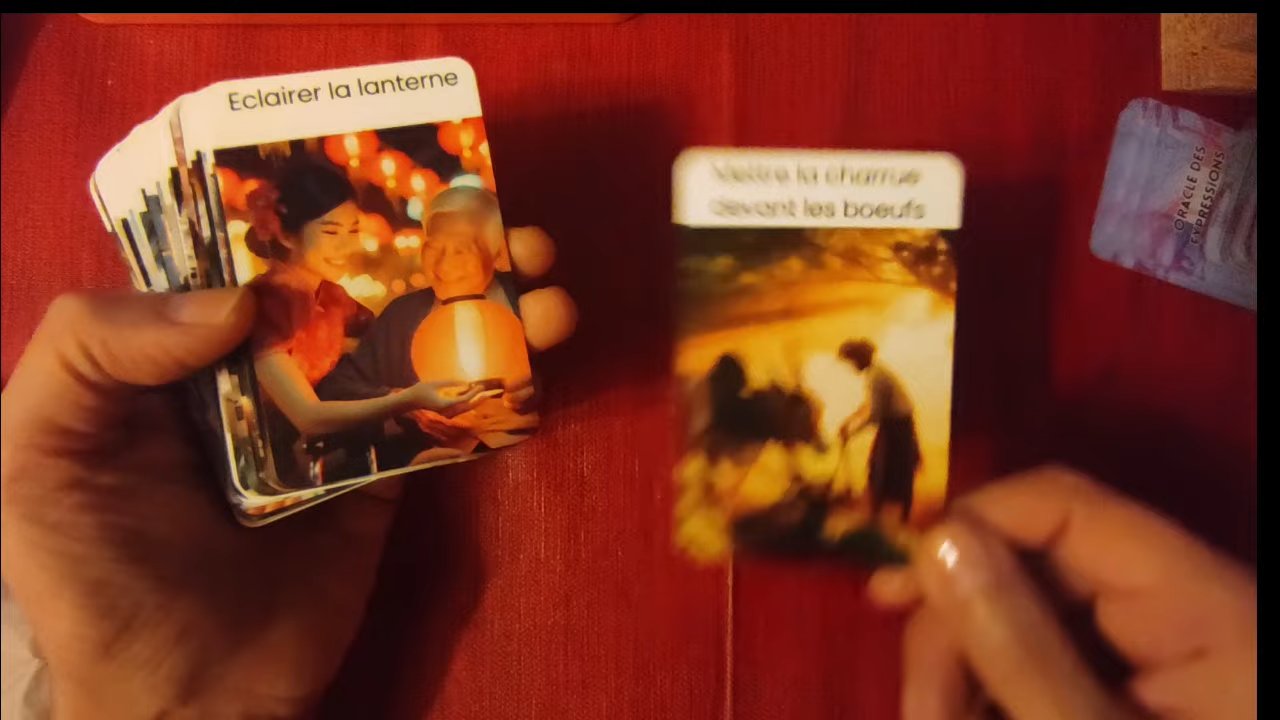 Eclairer la lanterne
Mettre la charrue
devant les boeufs
ORACLE DES
EXPRESSIONS